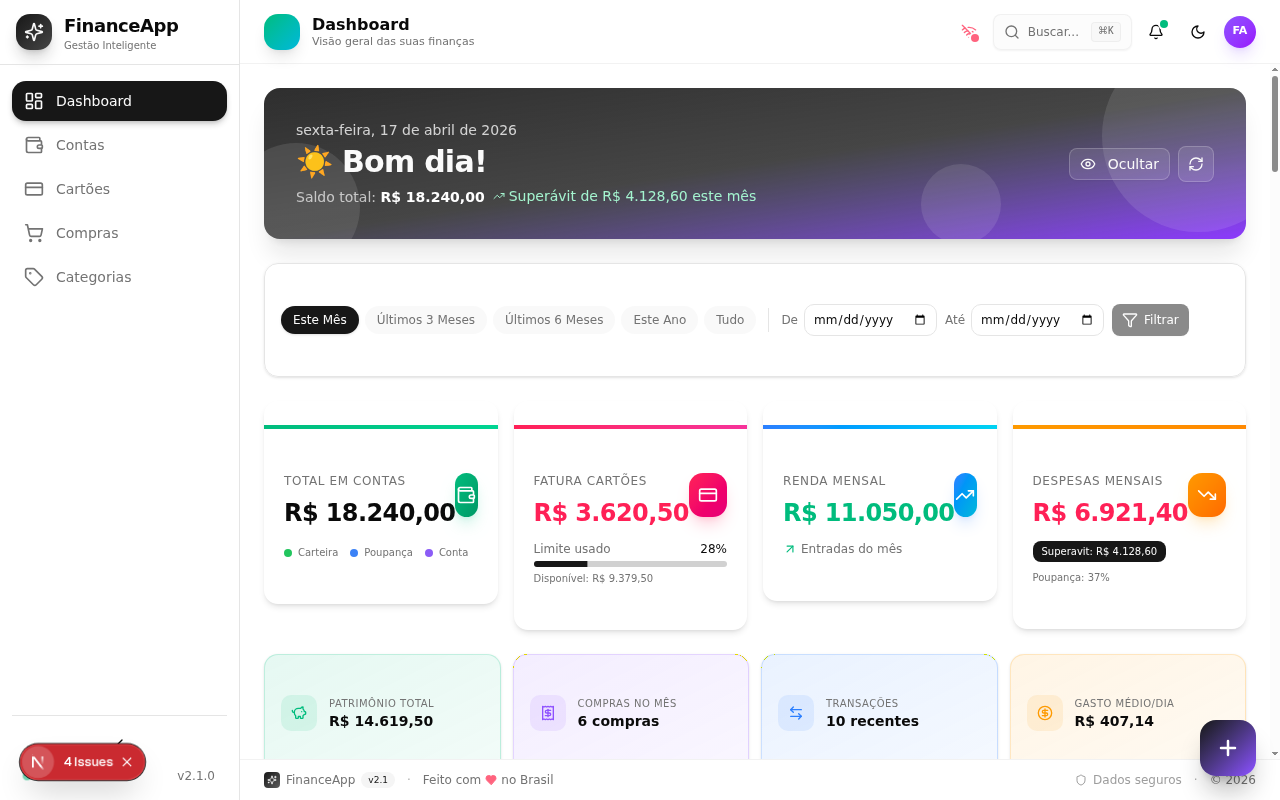 FinanceApp
Gestão Inteligente
Dashboard
Contas
Cartões
Compras
Categorias
4 Issues
v2.1.0
Dashboard
Visão geral das suas finanças
Buscar...
⌘K
FA
sexta-feira, 17 de abril de 2026
☀️ Bom dia!
Saldo total: R$ 18.240,00 Superávit de R$ 4.128,60 este mês
Ocultar
Este Mês
Últimos 3 Meses
Últimos 6 Meses
Este Ano
Tudo
De
mm/dd/yyyy
Até
mm/dd/yyyy
Filtrar
TOTAL EM CONTAS
R$ 18.240,00
Carteira
Poupança
Conta
FATURA CARTÕES
R$ 3.620,50
Limite usado
28%
Disponível: R$ 9.379,50
RENDA MENSAL
R$ 11.050,00
Entradas do mês
DESPESAS MENSAIS
R$ 6.921,40
Superavit: R$ 4.128,60
Poupança: 37%
PATRIMÔNIO TOTAL
R$ 14.619,50
COMPRAS NO MÊS
6 compras
TRANSAÇÕES
10 recentes
GASTO MÉDIO/DIA
R$ 407,14
FinanceApp
v2.1
·
Feito com ❤ no Brasil
Dados seguros
·
© 2026